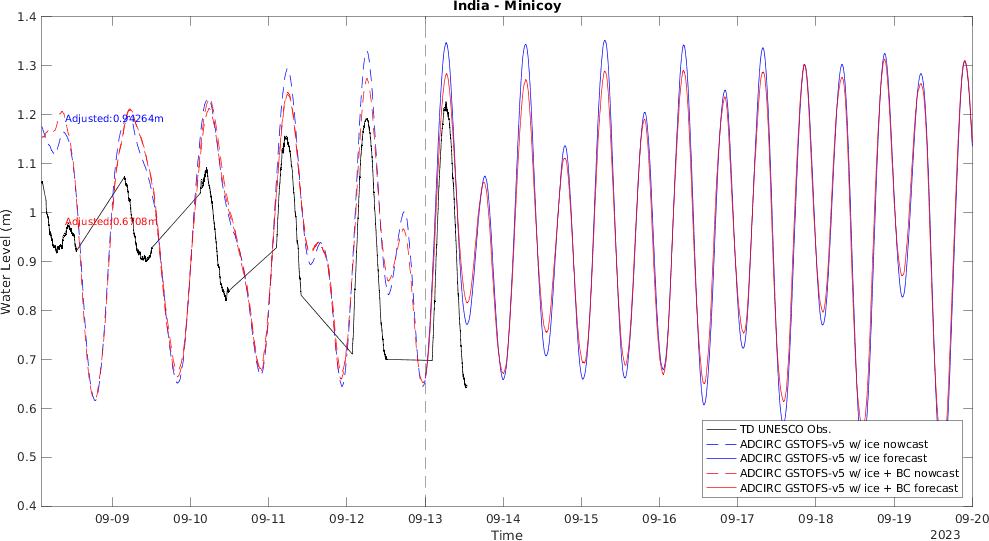 India - Minicoy
1.4
1.3
1.2
1.1
1
0.9
0.8
0.7
0.6
0.5
0.4
Water Level (m)
Adjusted:0.94264m
Adjusted:0.6708m
TD UNESCO Obs.
ADCIRC GSTOFS-v5 w/ ice nowcast
ADCIRC GSTOFS-v5 w/ ice forecast
ADCIRC GSTOFS-v5 w/ ice + BC nowcast
ADCIRC GSTOFS-v5 w/ ice + BC forecast
09-09 09-10 09-11 09-12 09-13 09-14 09-15 09-16 09-17 09-18 09-19 09-20
Time
2023